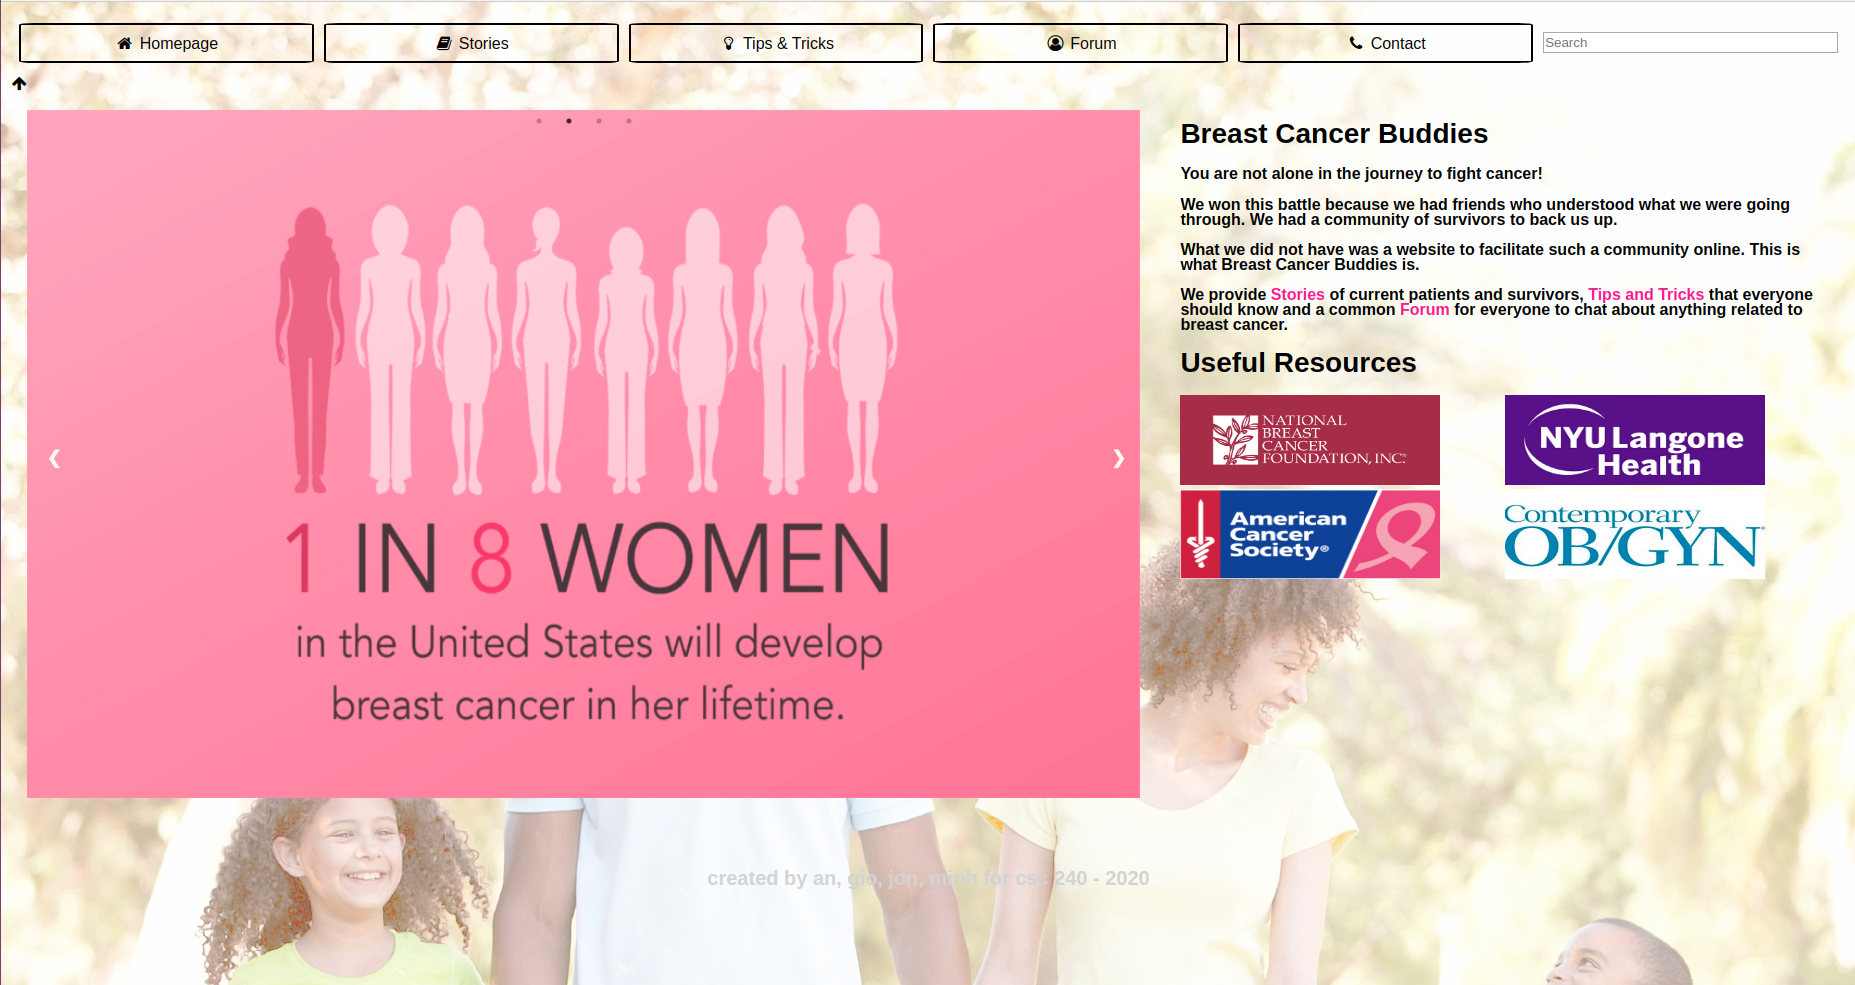 Homepage
Stories
Tips & Tricks
Forum
Contact
Search
1 IN 8 WOMEN
in the United States will develop
breast cancer in her lifetime.
Breast Cancer Buddies
You are not alone in the journey to fight cancer!
We won this battle because we had friends who understood what we were going
through. We had a community of survivors to back us up.
What we did not have was a website to facilitate such a community online. This is
what Breast Cancer Buddies is.
We provide Stories of current patients and survivors, Tips and Tricks that everyone
should know and a common Forum for everyone to chat about anything related to
breast cancer.
Useful Resources
NATIONAL
BREAST
CANCER
FOUNDATION, INC.®
NYU Langone
Health
American
Cancer
Society®
Contemporary
OB/GYN®
created by an, gio, jon, minh for csc 240 - 2020